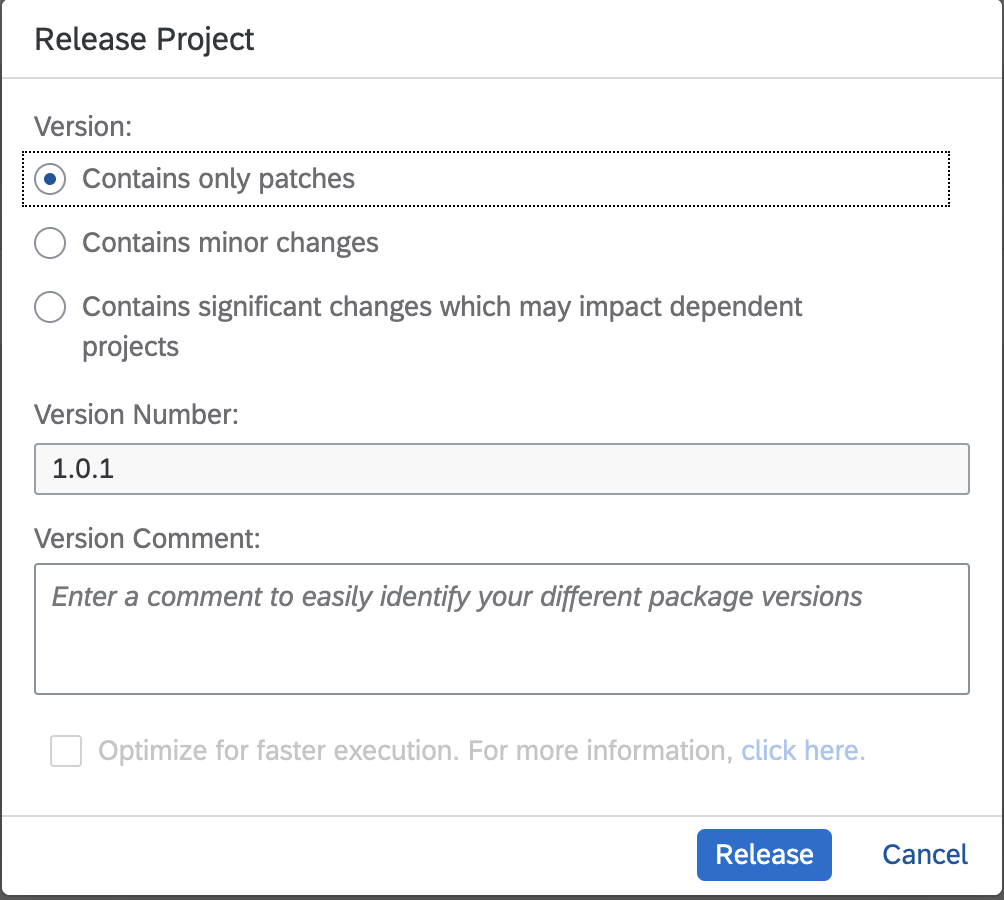 Release Project
Version:
Contains only patches
Contains minor changes
Contains significant changes which may impact dependent
projects
Version Number:
1.0.1
Version Comment:
Enter a comment to easily identify your different package versions
Optimize for faster execution. For more information, click here.
Release Cancel